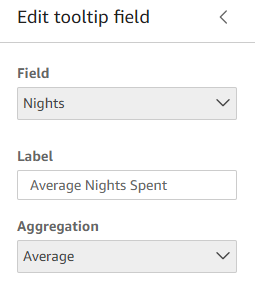 Edit tooltip field
Field
Nights
Label
Average Nights Spent
Aggregation
Average